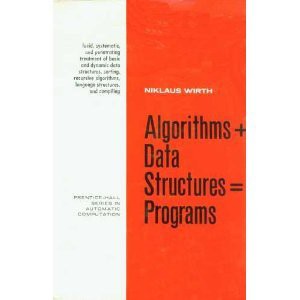 lucid, systematic, and penetrating
treatment of basic
and dynamic data
structures, sorting,
recursive algorithms,
language structures,
and compiling
NIKLAUS WIRTH
Algorithms +
Data
Structures =
Programs
PRENTICE-HALL
SERIES IN
AUTOMATIC
COMPUTATION